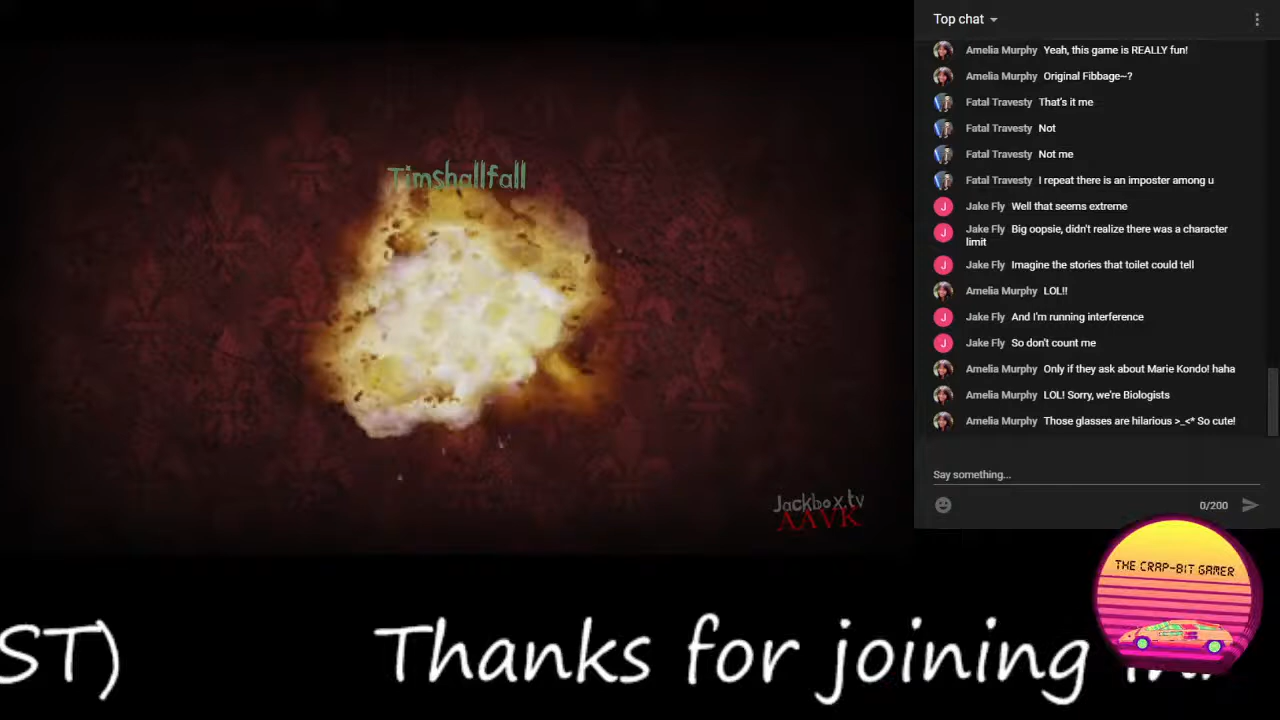 Top chat
Amelia Murphy Yeah, this game is REALLY fun!
Amelia Murphy Original Fibbage~?
Fatal Travesty That's it me
Fatal Travesty Not
Fatal Travesty Not me
Fatal Travesty I repeat there is an imposter among u
Jake Fly Well that seems extreme
Jake Fly Big oopsie, didn't realize there was a character
limit
Jake Fly Imagine the stories that toilet could tell
Amelia Murphy LOL!!
Jake Fly And I'm running interference
Jake Fly So don't count me
Amelia Murphy Only if they ask about Marie Kondo! haha
Amelia Murphy LOL! Sorry, we're Biologists
Amelia Murphy Those glasses are hilarious >_<* So cute!
Say something...
0/200
J
J
J
J
J
Timshallfall
Jackbox.tv
AAVK
THE CRAP-BIT GAMER
ST) Thanks for joining